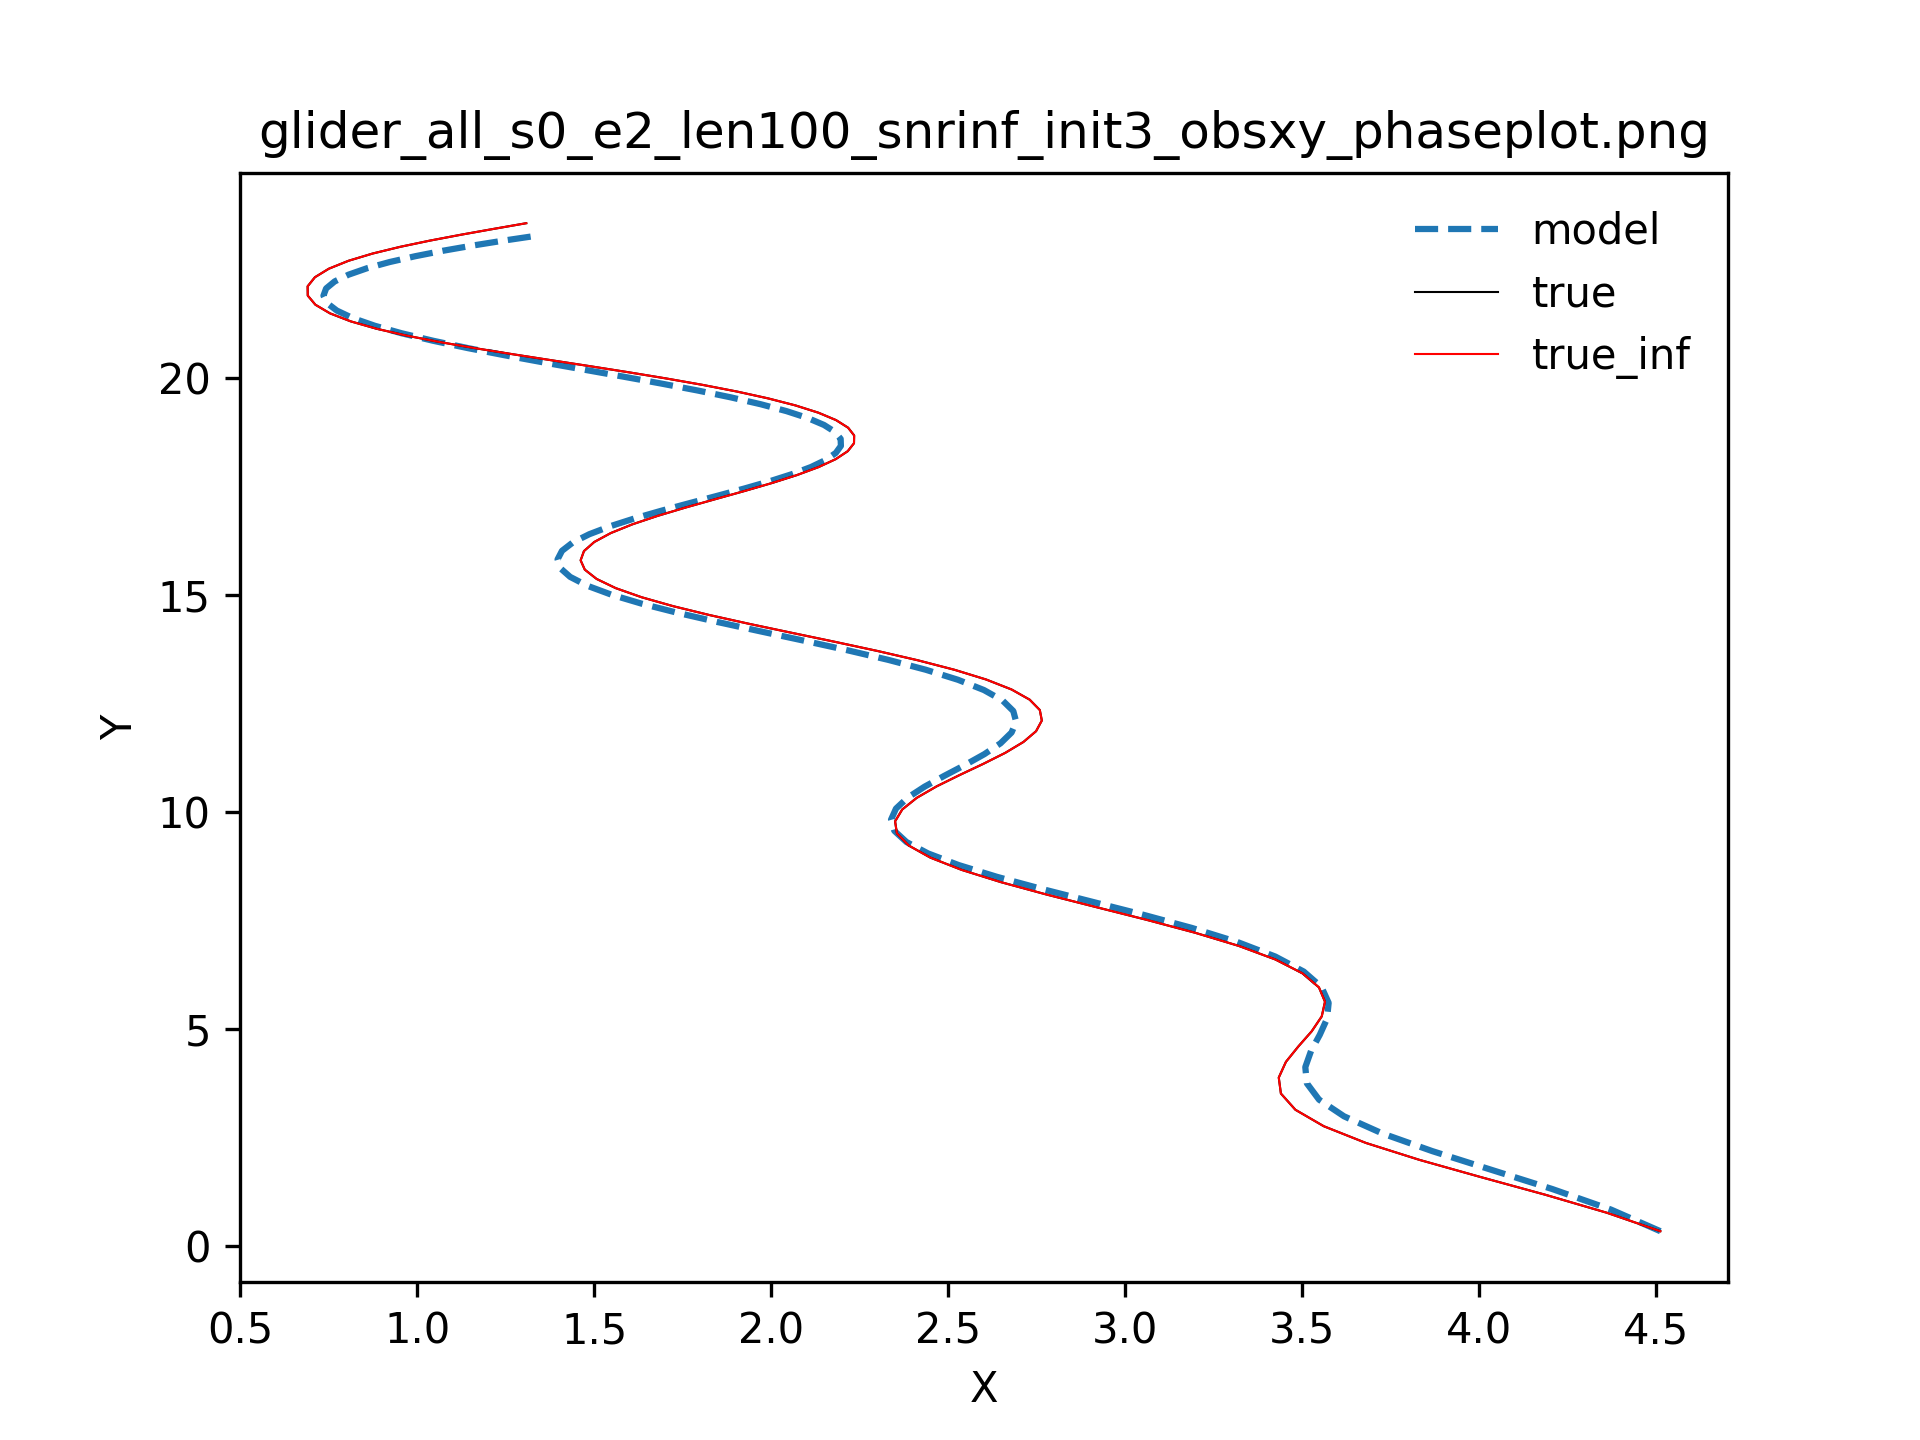 glider_all_s0_e2_len100_snrinf_init3_obsxy_phaseplot.png
model
true
true_inf
Y
20
15
10
5
0
0.5 1.0 1.5 2.0 2.5 3.0 3.5 4.0 4.5
X